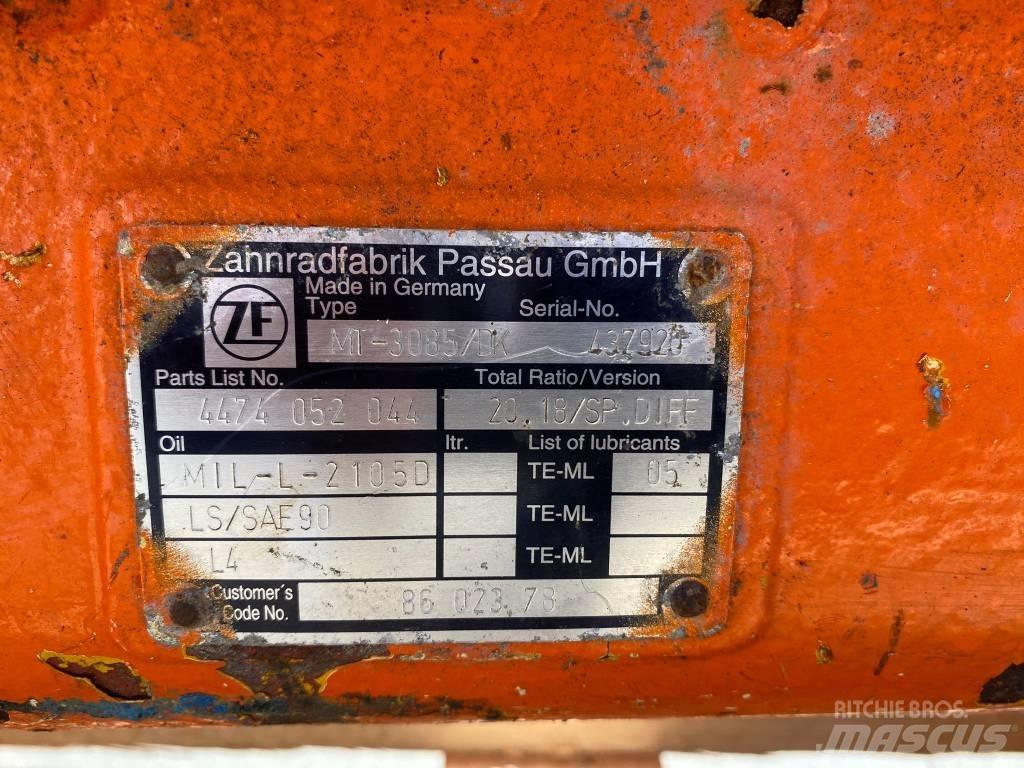 Zahnradfabrik Passau GmbH
ZF
Made in Germany
Type Serial-No.
MT-3085/DK 437920
Parts List No. Total Ratio/Version
4474 052 044 20.18/SP.DIFF
Oil ltr. List of lubricants
MIL-L-2105D TE-ML 05
LS/SAE90 TE-ML
L4 TE-ML
Customer´s
Code No. 86 023 78
RITCHIE BROS.
MASCUS